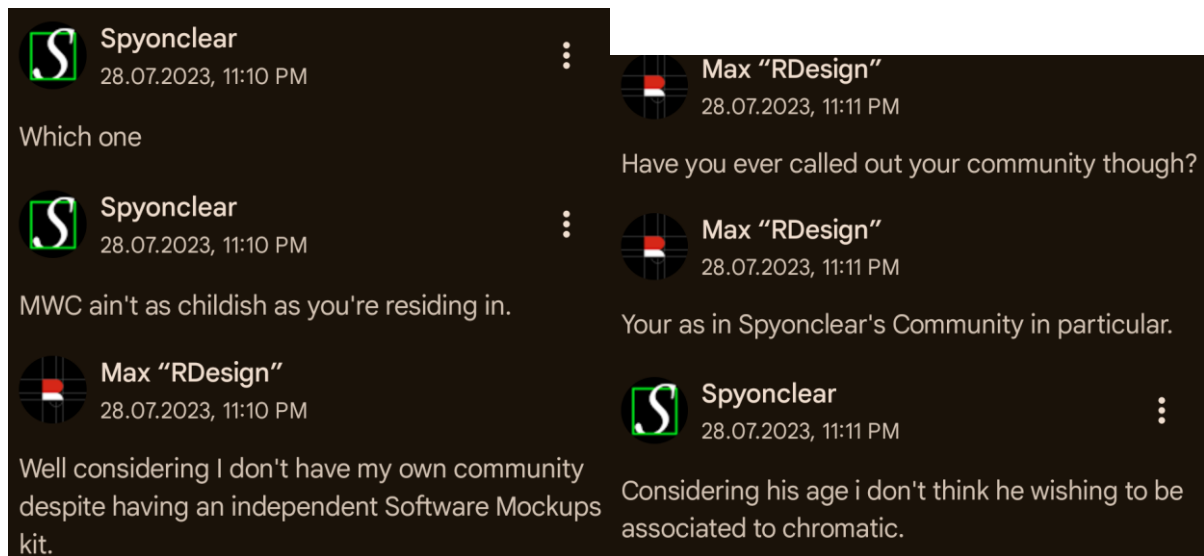 Spyonclear
28.07.2023, 11:10 PM
Which one
Spyonclear
28.07.2023, 11:10 PM
MWC ain't as childish as you're residing in.
Max “RDesign”
28.07.2023, 11:10 PM
Well considering I don't have my own community
despite having an independent Software Mockups
kit.
Max “RDesign”
28.07.2023, 11:11 PM
Have you ever called out your community though?
Max “RDesign”
28.07.2023, 11:11 PM
Your as in Spyonclear's Community in particular.
Spyonclear
28.07.2023, 11:11 PM
Considering his age i don't think he wishing to be
associated to chromatic.